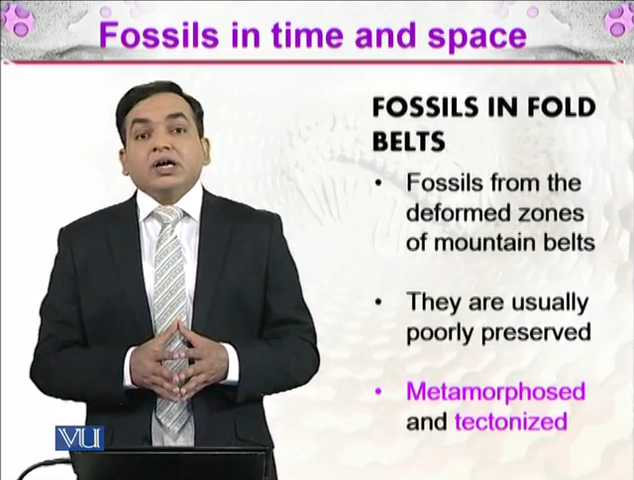 Fossils in time and space
FOSSILS IN FOLD
BELTS
• Fossils from the
deformed zones
of mountain belts
• They are usually
poorly preserved
• Metamorphosed
and tectonized
VU